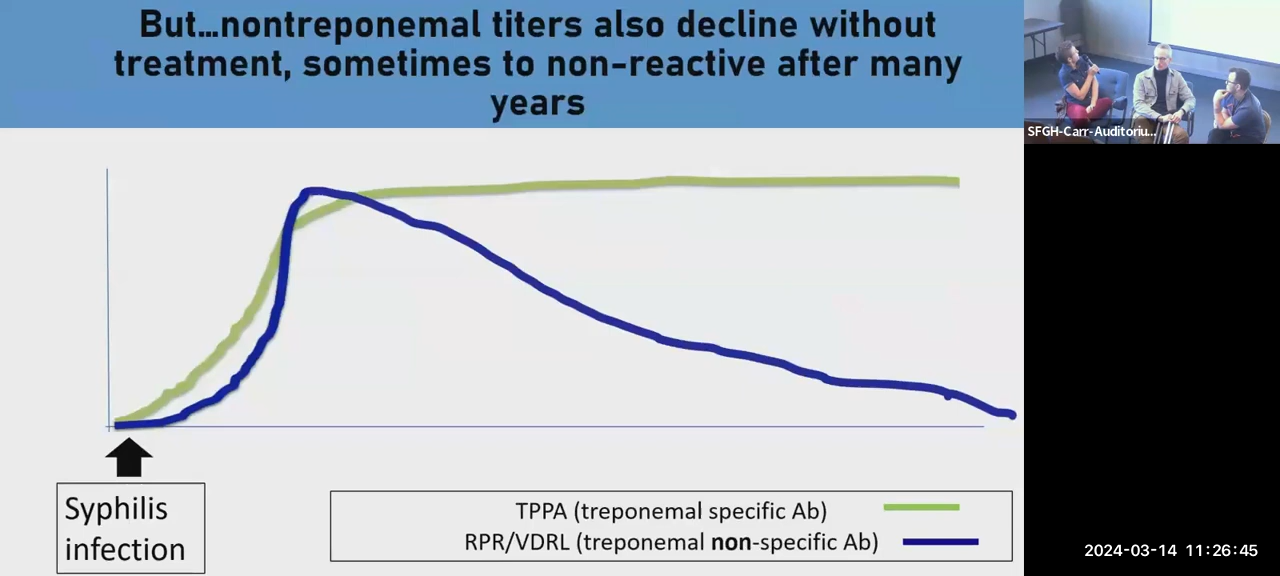 But...nontreponemal titers also decline without
treatment, sometimes to non-reactive after many
years
SFGH-Carr-Auditoriu...
Syphilis
infection
TPPA (treponemal specific Ab)
RPR/VDRL (treponemal non-specific Ab)
2024-03-14 11:26:45